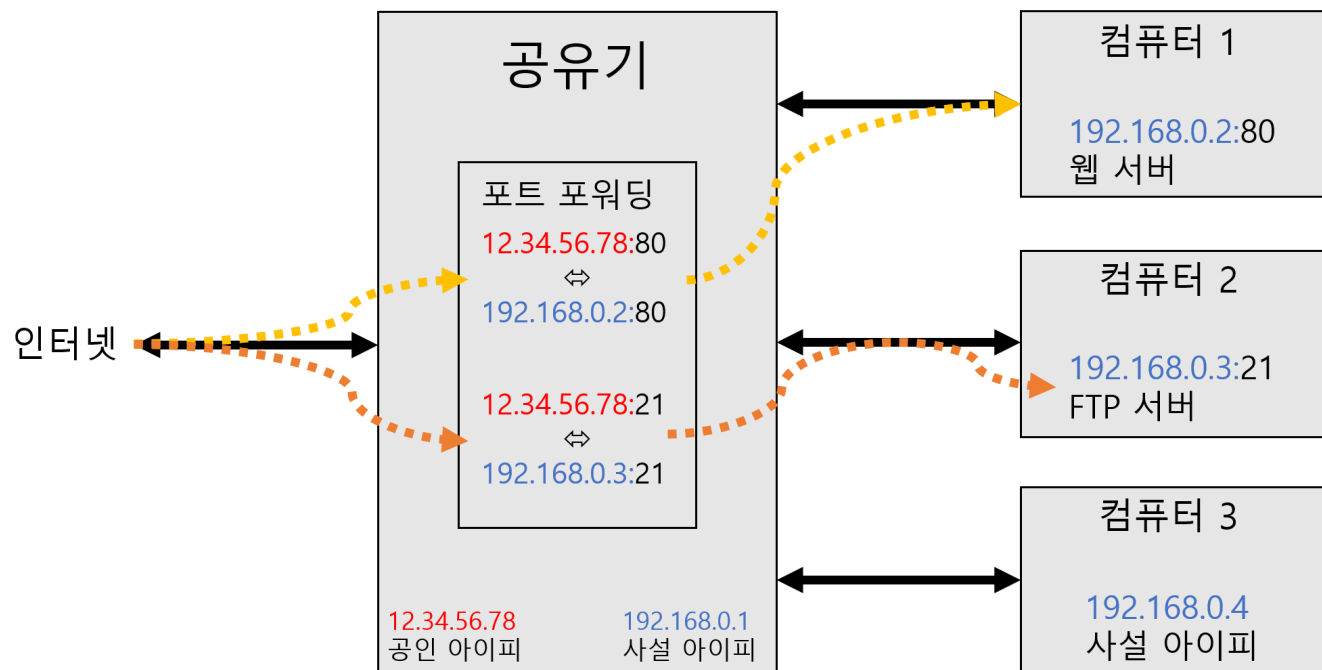 인터넷
공유기
포트 포워딩
12.34.56.78:80
⇔
192.168.0.2:80
12.34.56.78:21
⇔
192.168.0.3:21
12.34.56.78
공인 아이피
192.168.0.1
사설 아이피
컴퓨터 1
192.168.0.2:80
웹 서버
컴퓨터 2
192.168.0.3:21
FTP 서버
컴퓨터 3
192.168.0.4
사설 아이피